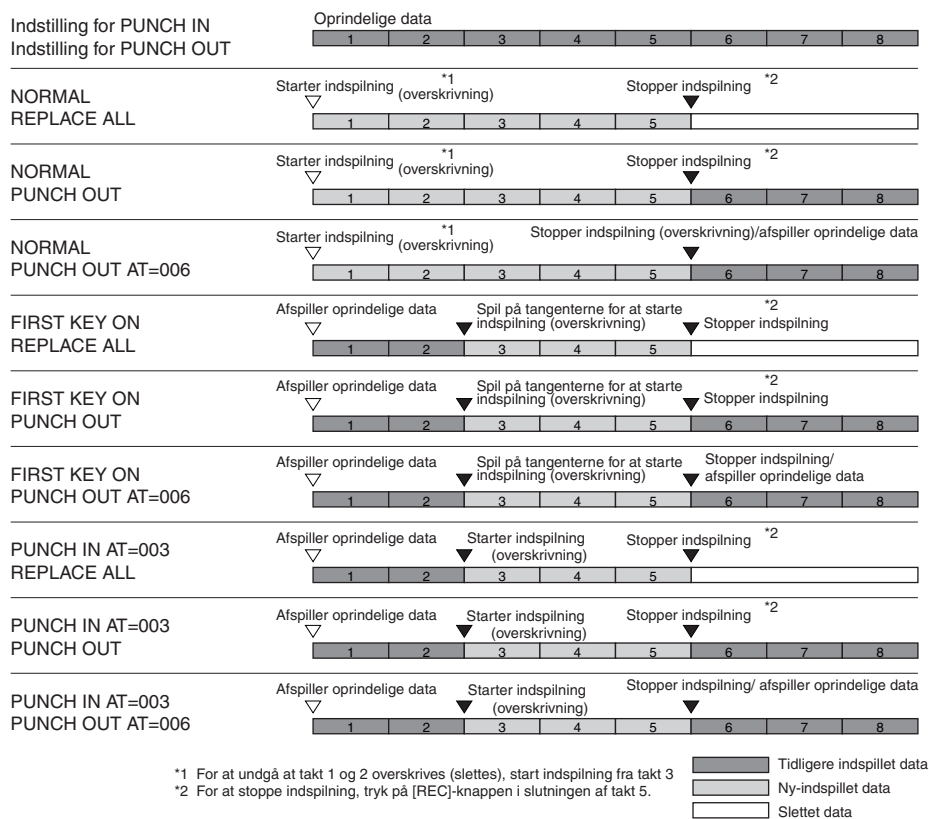 Indstilling for PUNCH IN
Indstilling for PUNCH OUT
Oprindelige data
1 2 3 4 5 6 7 8
NORMAL
REPLACE ALL
Starter indspilning *1 (overskrivning)
Stopper indspilning *2
1 2 3 4 5
NORMAL
PUNCH OUT
Starter indspilning *1 (overskrivning)
Stopper indspilning *2
1 2 3 4 5 6 7 8
NORMAL
PUNCH OUT AT=006
Starter indspilning *1 (overskrivning)
Stopper indspilning (overskrivning)/afspiller oprindelige data
1 2 3 4 5 6 7 8
FIRST KEY ON
REPLACE ALL
Afspiller oprindelige data
Spil på tangenterne for at starte
indspilning (overskrivning)
*2
Stopper indspilning
1 2 3 4 5
FIRST KEY ON
PUNCH OUT
Afspiller oprindelige data
Spil på tangenterne for at starte
indspilning (overskrivning)
*2
Stopper indspilning
1 2 3 4 5 6 7 8
FIRST KEY ON
PUNCH OUT AT=006
Afspiller oprindelige data
Spil på tangenterne for at starte
indspilning (overskrivning)
Stopper indspilning/
afspiller oprindelige data
1 2 3 4 5 6 7 8
PUNCH IN AT=003
REPLACE ALL
Afspiller oprindelige data
Starter indspilning
(overskrivning)
Stopper indspilning *2
1 2 3 4 5
PUNCH IN AT=003
PUNCH OUT
Afspiller oprindelige data
Starter indspilning
(overskrivning)
Stopper indspilning *2
1 2 3 4 5 6 7 8
PUNCH IN AT=003
PUNCH OUT AT=006
Afspiller oprindelige data
Starter indspilning
(overskrivning)
Stopper indspilning/ afspiller oprindelige data
1 2 3 4 5 6 7 8
*1 For at undgå at takt 1 og 2 overskrives (slettes), start indspilning fra takt 3
*2 For at stoppe indspilning, tryk på [REC]-knappen i slutningen af takt 5.
Tidligere indspillet data
Ny-indspillet data
Slettet data